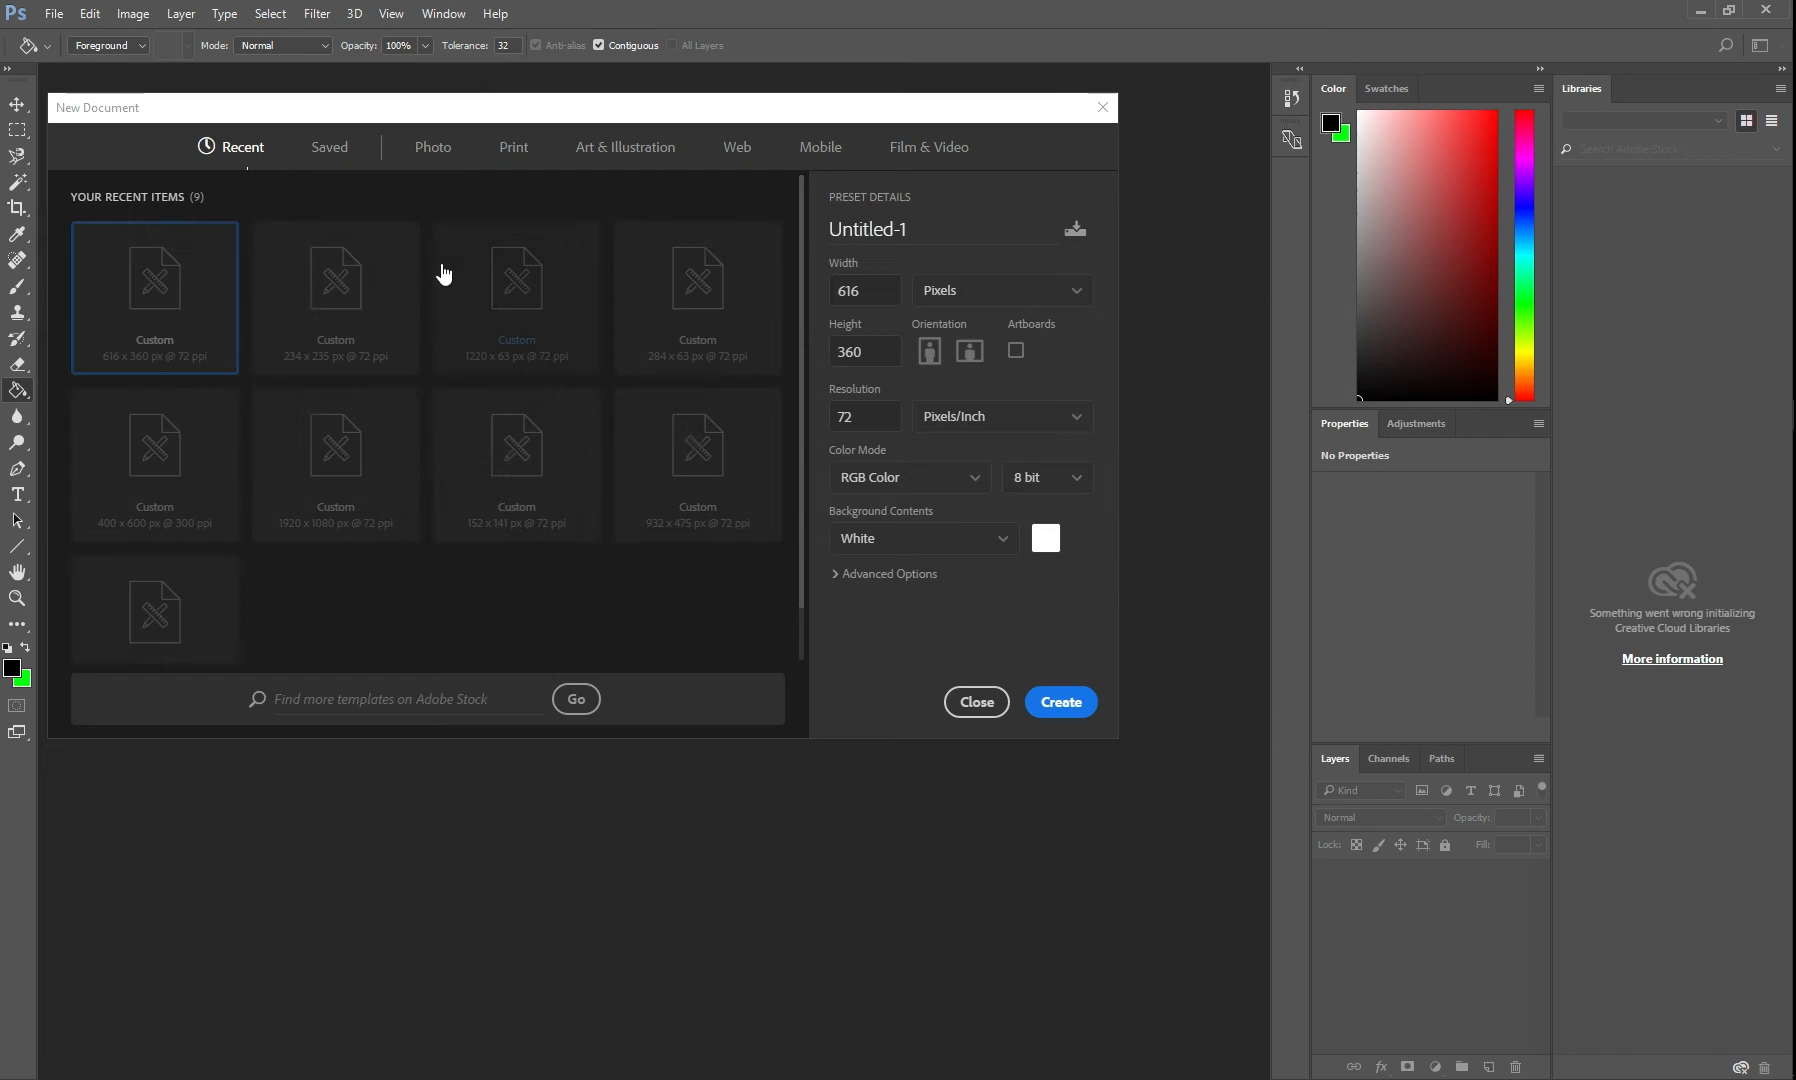 Ps File Edit Image Layer Type Select Filter 3D View Window Help
Foreground Mode: Normal Opacity: 100% Tolerance: 32 Anti-alias Contiguous All Layers
New Document
Recent Saved Photo Print Art & Illustration Web Mobile Film & Video
YOUR RECENT ITEMS (9)
Custom
616 x 360 px @ 72 ppi
Custom
234 x 235 px @ 72 ppi
Custom
1220 x 63 px @ 72 ppi
Custom
284 x 63 px @ 72 ppi
Custom
400 x 600 px @ 300 ppi
Custom
1920 x 1080 px @ 72 ppi
Custom
152 x 141 px @ 72 ppi
Custom
932 x 475 px @ 72 ppi
Find more templates on Adobe Stock Go
PRESET DETAILS
Untitled-1
Width
616 Pixels
Height Orientation Artboards
360
Resolution
72 Pixels/Inch
Color Mode
RGB Color 8 bit
Background Contents
White
Advanced Options
Close Create
Color Swatches
Properties Adjustments
No Properties
Layers Channels Paths
Kind
Normal Opacity:
Lock: Fill:
Libraries
Search Adobe Stock
Something went wrong initializing
Creative Cloud Libraries
More information